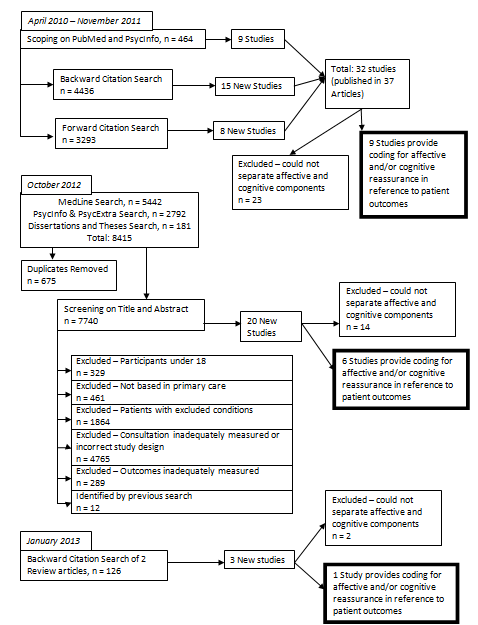 April 2010 – November 2011
Scoping on PubMed and PsycInfo, n = 464
9 Studies
Backward Citation Search
n = 4436
15 New Studies
Forward Citation Search
n = 3293
8 New Studies
Total: 32 studies
(published in 37
Articles)
Excluded – could not
separate affective and
cognitive components
n = 23
9 Studies provide
coding for affective
and/or cognitive
reassurance in
reference to patient
outcomes
October 2012
MedLine Search, n = 5442
PsycInfo & PsycExtra Search, n = 2792
Dissertations and Theses Search, n = 181
Total: 8415
Duplicates Removed
n = 675
Screening on Title and Abstract
n = 7740
20 New
Studies
Excluded – could not
separate affective and
cognitive components
n = 14
6 Studies provide coding for
affective and/or cognitive
reassurance in reference to
patient outcomes
Excluded – Participants under 18
n = 329
Excluded – Not based in primary care
n = 461
Excluded – Patients with excluded conditions
n = 1864
Excluded – Consultation inadequately measured or
incorrect study design
n = 4765
Excluded – Outcomes inadequately measured
n = 289
Identified by previous search
n = 12
January 2013
Backward Citation Search of 2
Review articles, n = 126
3 New studies
Excluded – could not
separate affective and
cognitive components
n = 2
1 Study provides coding for
affective and/or cognitive
reassurance in reference to
patient outcomes